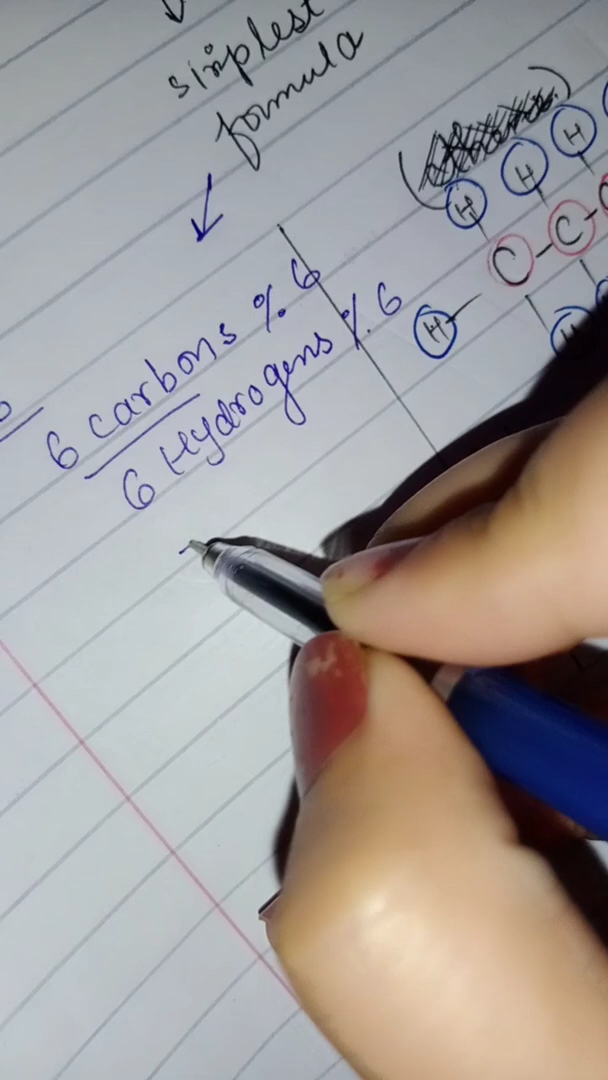 simplest
formula
6 carbons % 6
6 Hydrogens % 6
H H H
C-C-C
H- H